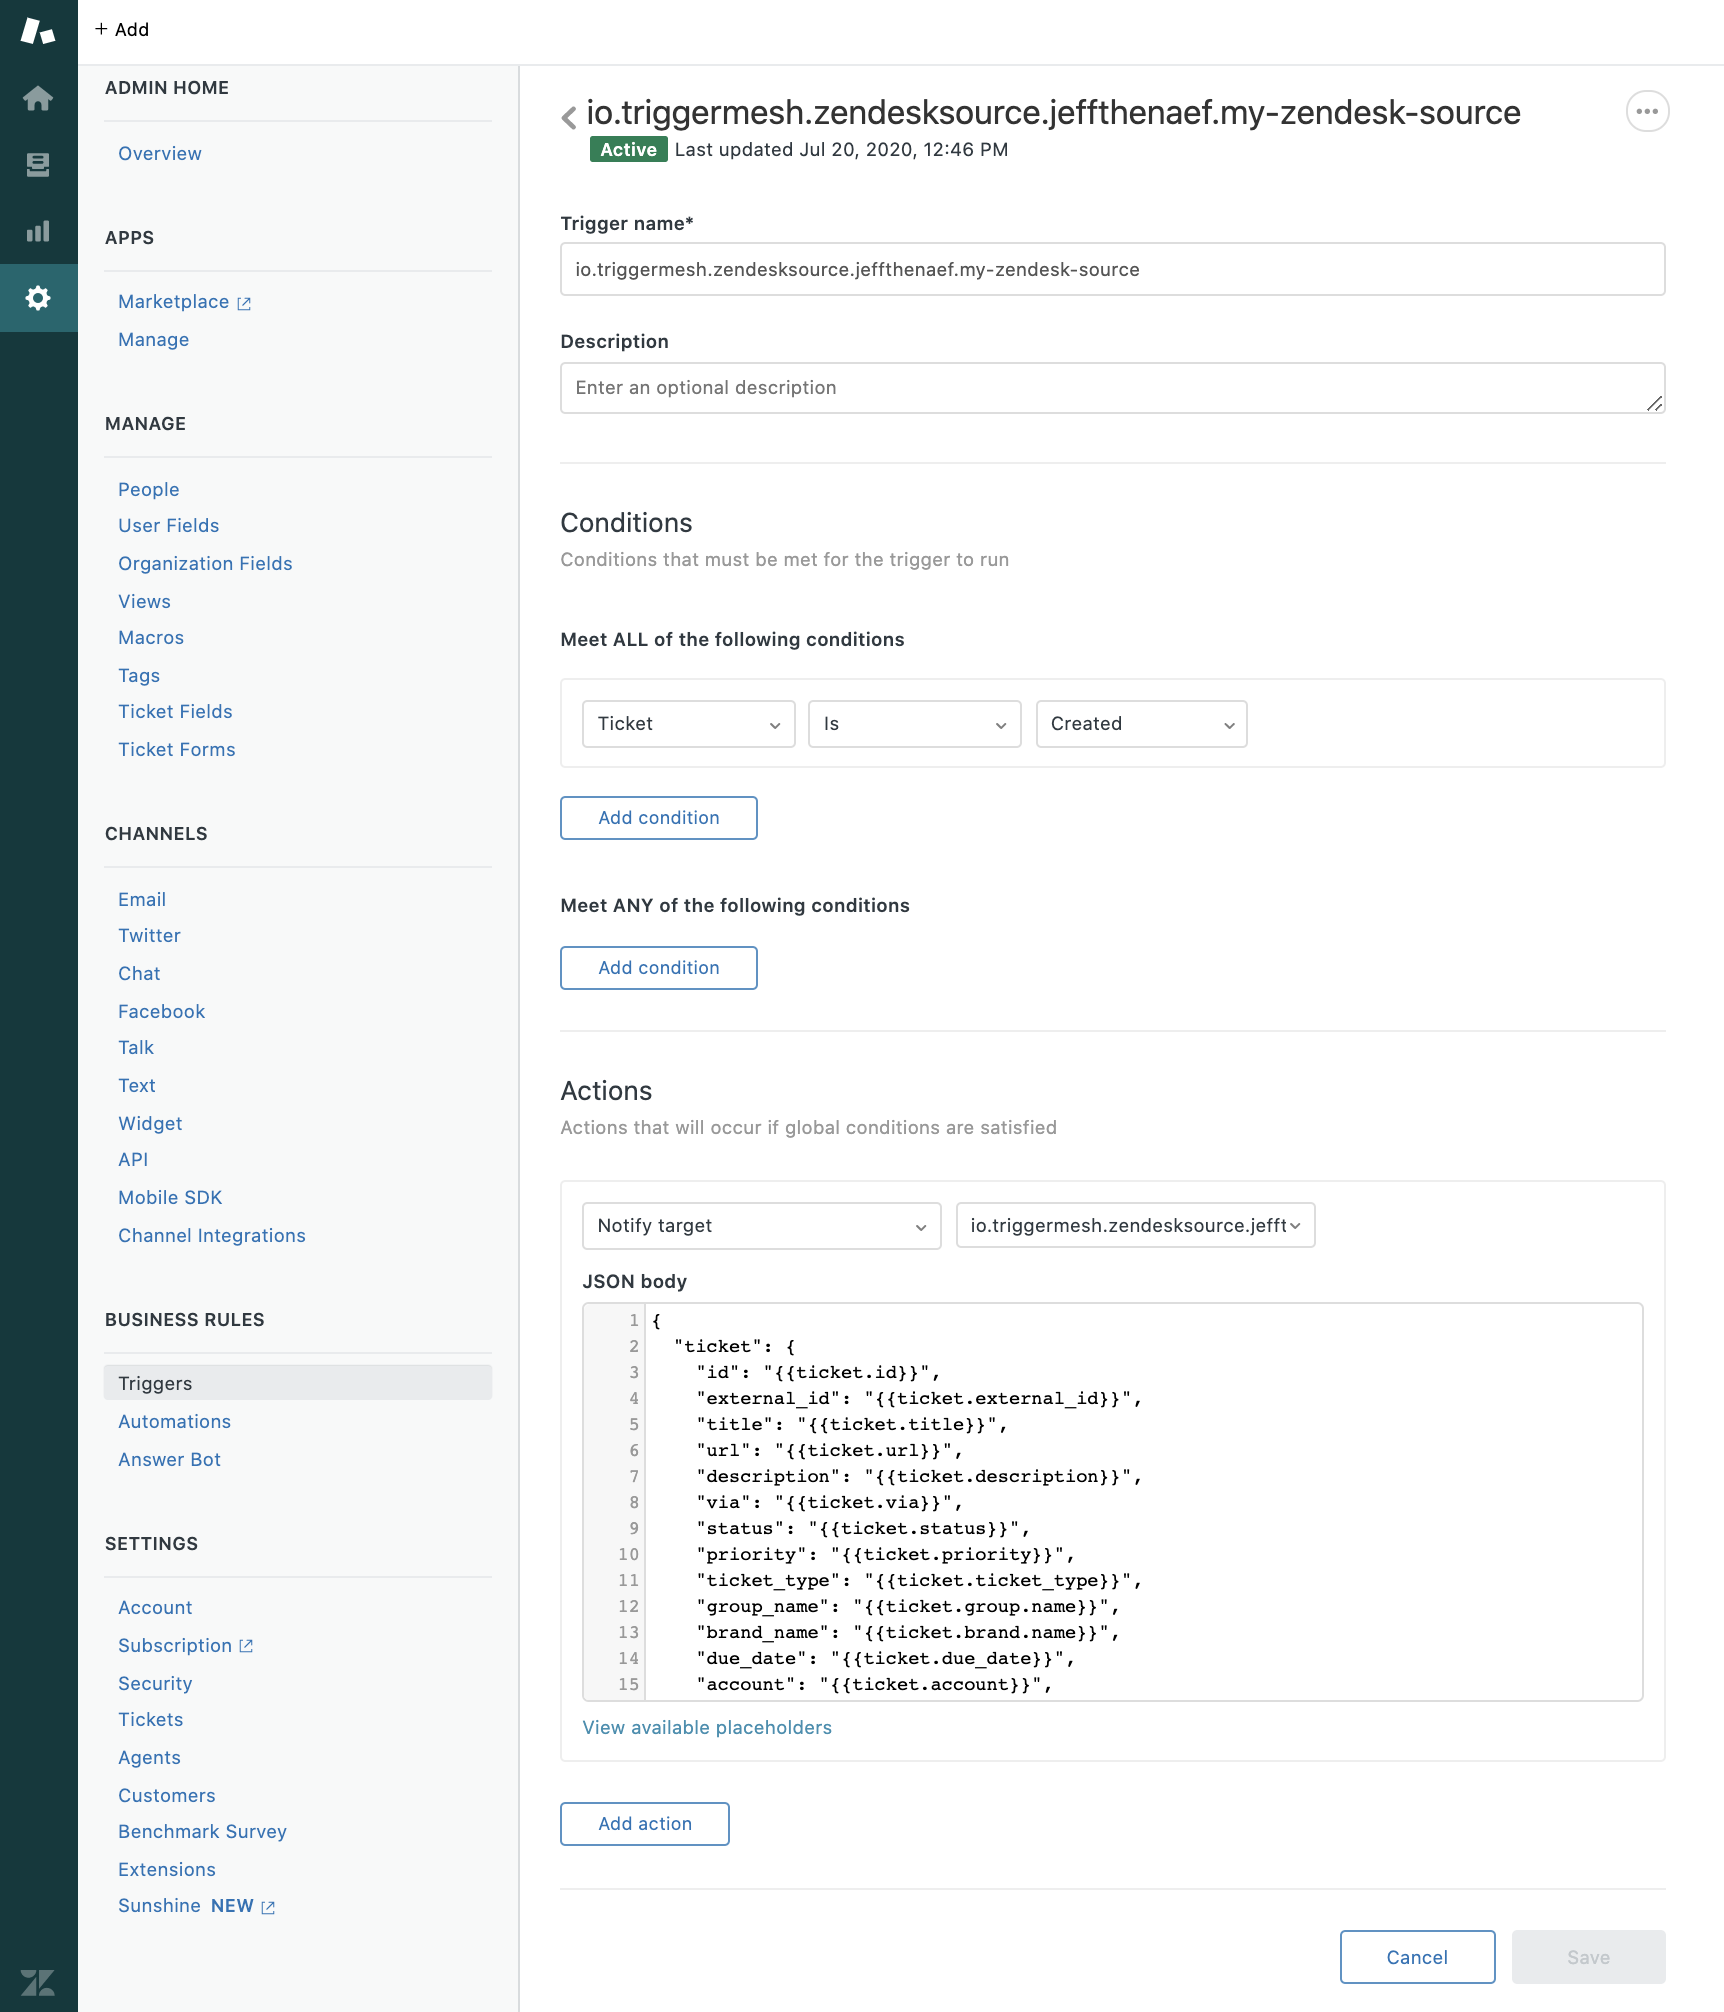 + Add
ADMIN HOME
Overview
APPS
Marketplace
Manage
MANAGE
People
User Fields
Organization Fields
Views
Macros
Tags
Ticket Fields
Ticket Forms
CHANNELS
Email
Twitter
Chat
Facebook
Talk
Text
Widget
API
Mobile SDK
Channel Integrations
BUSINESS RULES
Triggers
Automations
Answer Bot
SETTINGS
Account
Subscription
Security
Tickets
Agents
Customers
Benchmark Survey
Extensions
Sunshine NEW
io.triggermesh.zendesksource.jeffthenaef.my-zendesk-source
Active Last updated Jul 20, 2020, 12:46 PM
Trigger name*
io.triggermesh.zendesksource.jeffthenaef.my-zendesk-source
Description
Enter an optional description
Conditions
Conditions that must be met for the trigger to run
Meet ALL of the following conditions
Ticket Is Created
Add condition
Meet ANY of the following conditions
Add condition
Actions
Actions that will occur if global conditions are satisfied
Notify target io.triggermesh.zendesksource.jefft
JSON body
1 {
2 "ticket": {
3 "id": "{{ticket.id}}",
4 "external_id": "{{ticket.external_id}}",
5 "title": "{{ticket.title}}",
6 "url": "{{ticket.url}}",
7 "description": "{{ticket.description}}",
8 "via": "{{ticket.via}}",
9 "status": "{{ticket.status}}",
10 "priority": "{{ticket.priority}}",
11 "ticket_type": "{{ticket.ticket_type}}",
12 "group_name": "{{ticket.group.name}}",
13 "brand_name": "{{ticket.brand.name}}",
14 "due_date": "{{ticket.due_date}}",
15 "account": "{{ticket.account}}",
View available placeholders
Add action
Cancel Save